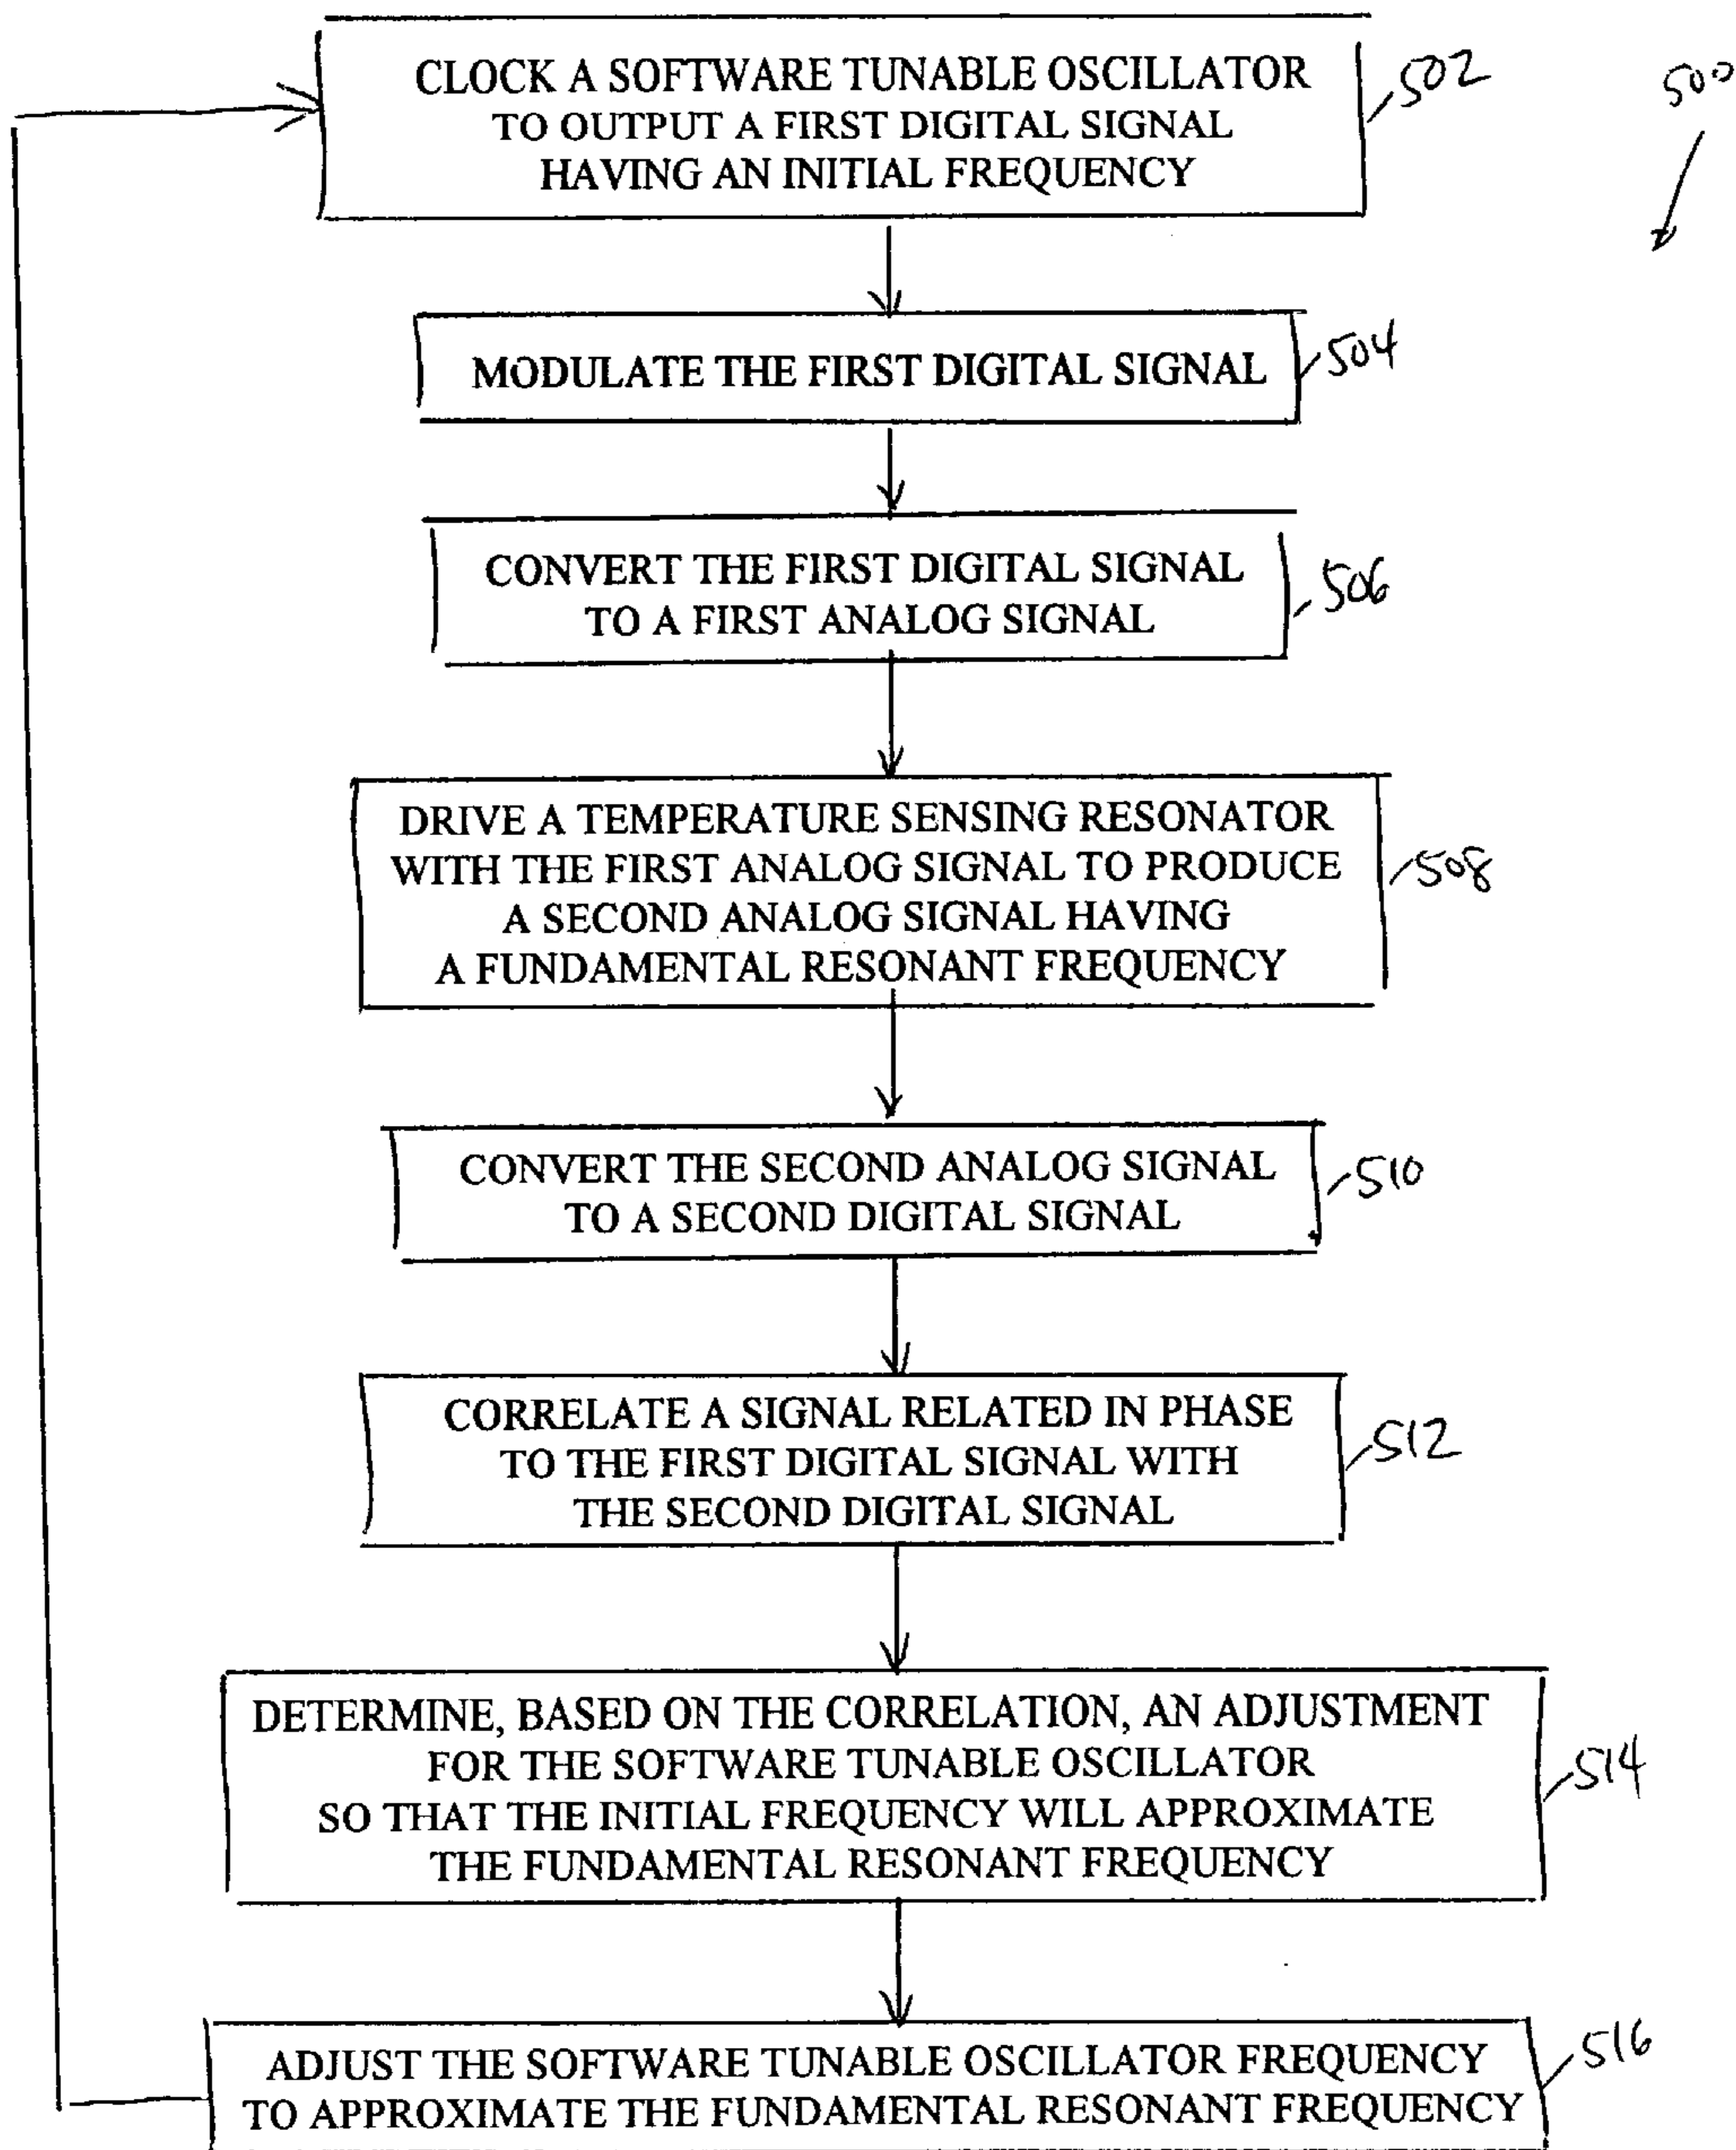 CLOCK A SOFTWARE TUNABLE OSCILLATOR
TO OUTPUT A FIRST DIGITAL SIGNAL
HAVING AN INITIAL FREQUENCY
502
500
MODULATE THE FIRST DIGITAL SIGNAL
504
CONVERT THE FIRST DIGITAL SIGNAL
TO A FIRST ANALOG SIGNAL
506
DRIVE A TEMPERATURE SENSING RESONATOR
WITH THE FIRST ANALOG SIGNAL TO PRODUCE
A SECOND ANALOG SIGNAL HAVING
A FUNDAMENTAL RESONANT FREQUENCY
508
CONVERT THE SECOND ANALOG SIGNAL
TO A SECOND DIGITAL SIGNAL
510
CORRELATE A SIGNAL RELATED IN PHASE
TO THE FIRST DIGITAL SIGNAL WITH
THE SECOND DIGITAL SIGNAL
512
DETERMINE, BASED ON THE CORRELATION, AN ADJUSTMENT
FOR THE SOFTWARE TUNABLE OSCILLATOR
SO THAT THE INITIAL FREQUENCY WILL APPROXIMATE
THE FUNDAMENTAL RESONANT FREQUENCY
514
ADJUST THE SOFTWARE TUNABLE OSCILLATOR FREQUENCY
TO APPROXIMATE THE FUNDAMENTAL RESONANT FREQUENCY
516